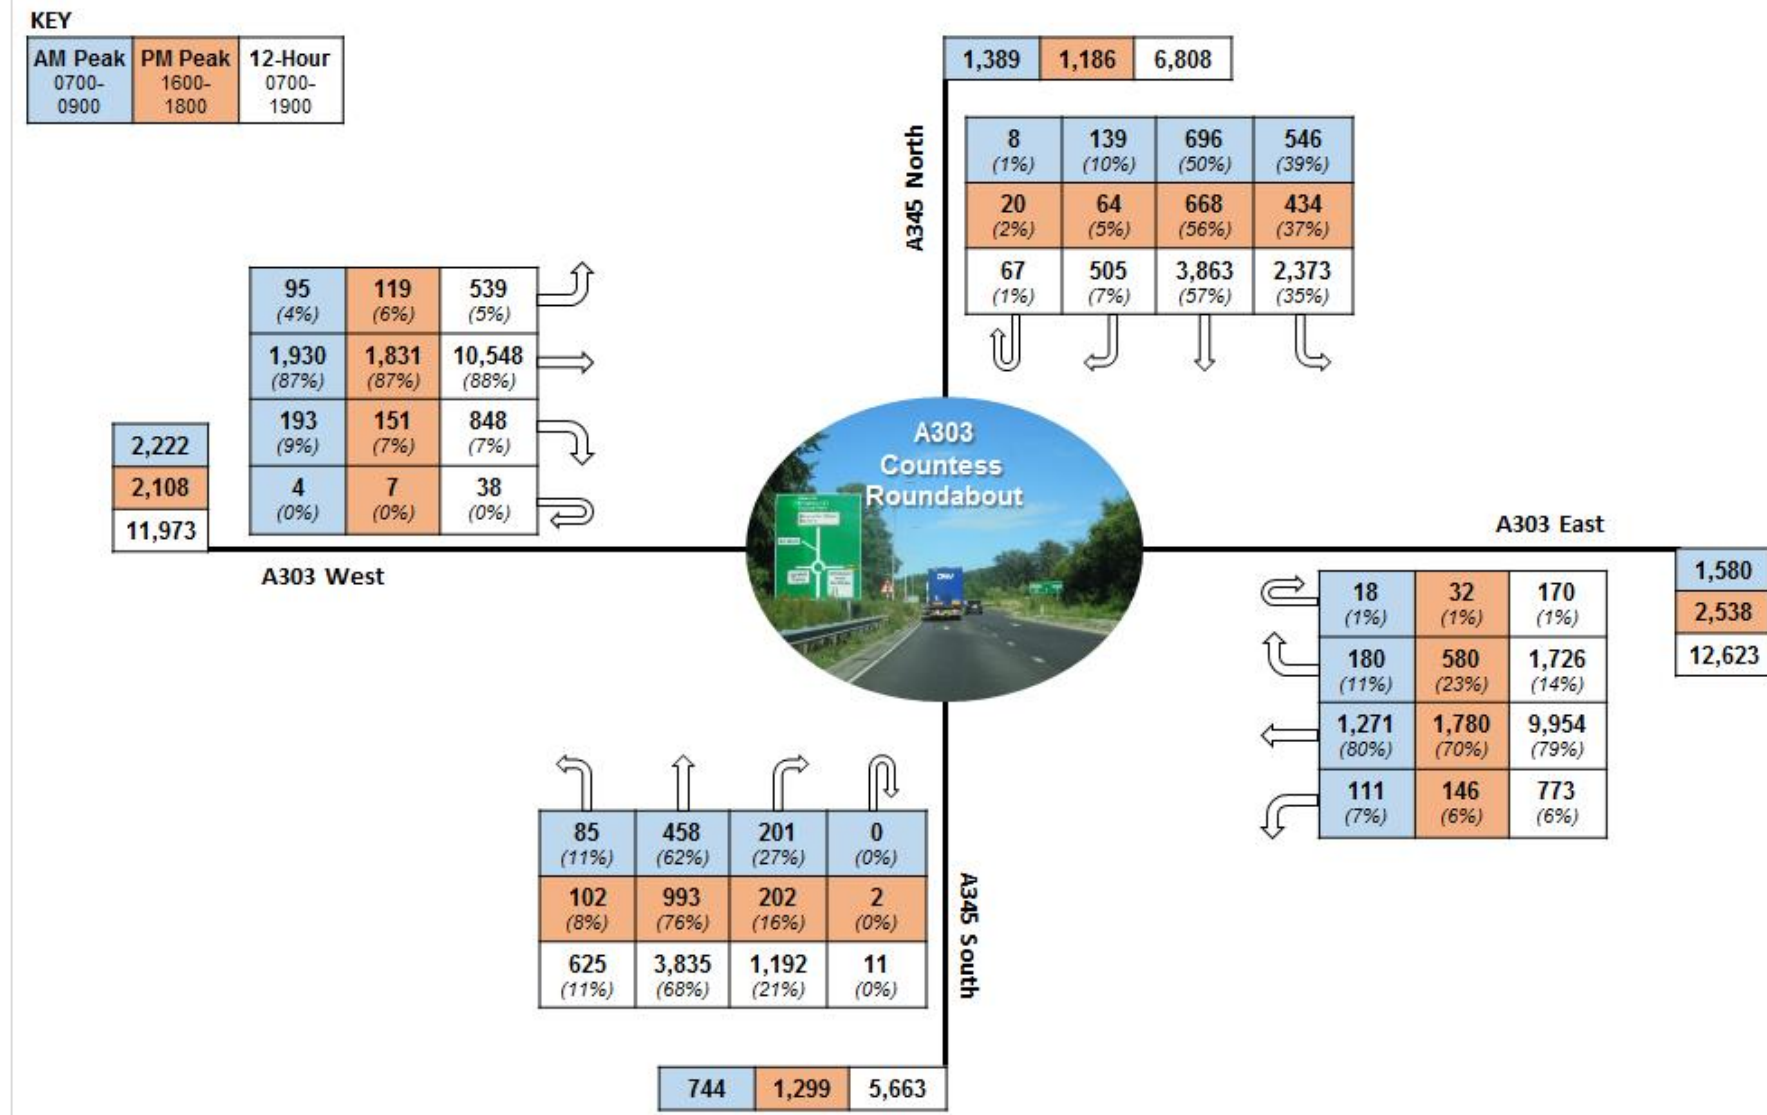 KEY
AM Peak PM Peak 12-Hour
0700- 1600- 0700-
0900 1800 1900
1,389 1,186 6,808
A345 North
8 139 696 546
(1%) (10%) (50%) (39%)
20 64 668 434
(2%) (5%) (56%) (37%)
67 505 3,863 2,373
(1%) (7%) (57%) (35%)
95 119 539
(4%) (6%) (5%)
1,930 1,831 10,548
(87%) (87%) (88%)
193 151 848
(9%) (7%) (7%)
4 7 38
(0%) (0%) (0%)
2,222
2,108
11,973
A303 West
A303
Countess
Roundabout
A303 East
1,580
2,538
12,623
18 32 170
(1%) (1%) (1%)
180 580 1,726
(11%) (23%) (14%)
1,271 1,780 9,954
(80%) (70%) (79%)
111 146 773
(7%) (6%) (6%)
85 458 201 0
(11%) (62%) (27%) (0%)
102 993 202 2
(8%) (76%) (16%) (0%)
625 3,835 1,192 11
(11%) (68%) (21%) (0%)
A345 South
744 1,299 5,663